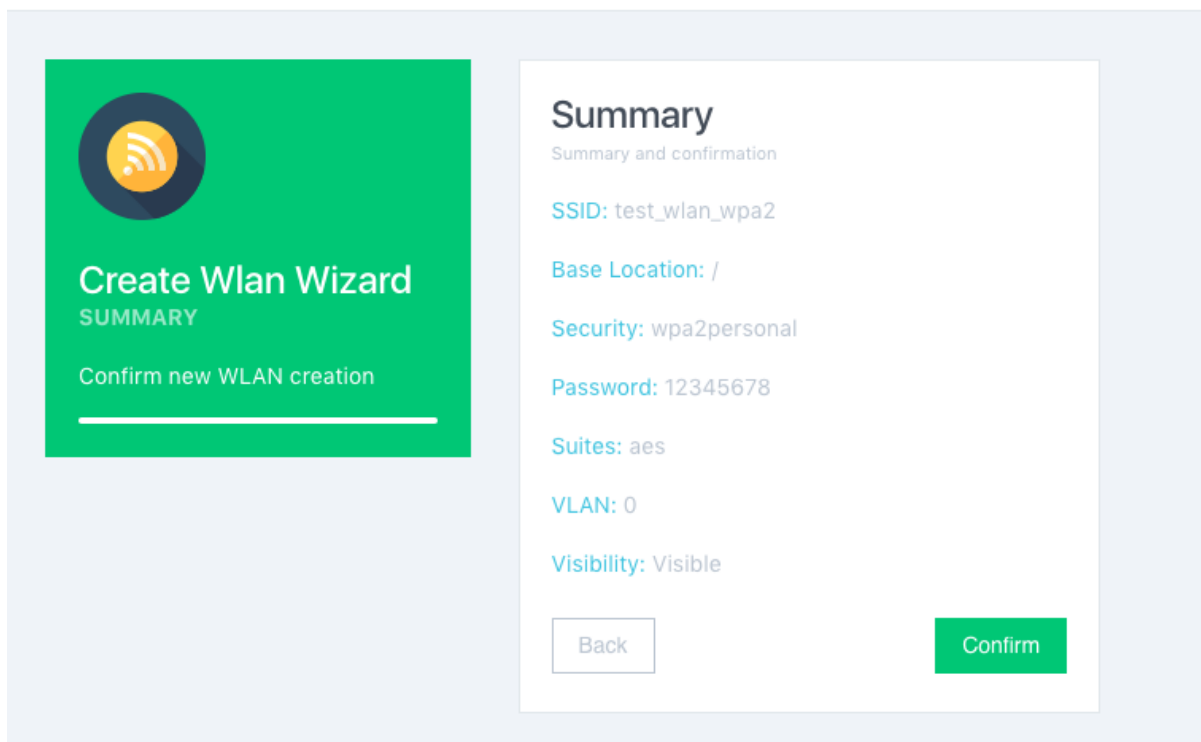 Create Wlan Wizard
SUMMARY
Confirm new WLAN creation
Summary
Summary and confirmation
SSID: test_wlan_wpa2
Base Location: /
Security: wpa2personal
Password: 12345678
Suites: aes
VLAN: 0
Visibility: Visible
Back
Confirm